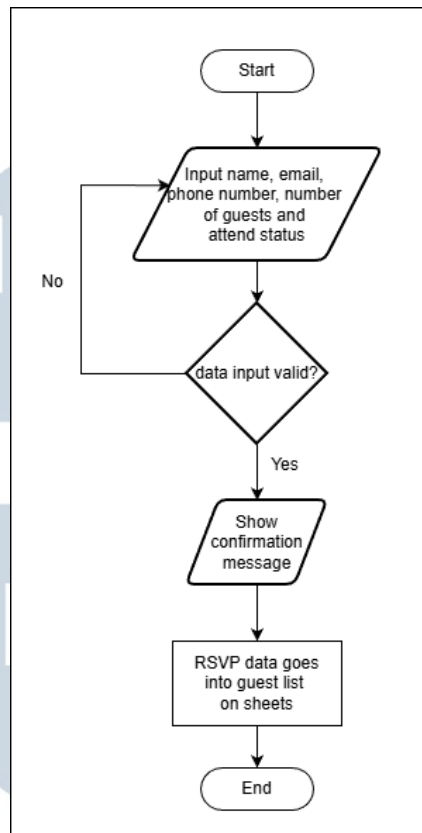 Start
Input name, email,
phone number, number
of guests and
attend status
No
data input valid?
Yes
Show
confirmation
message
RSVP data goes
into guest list
on sheets
End